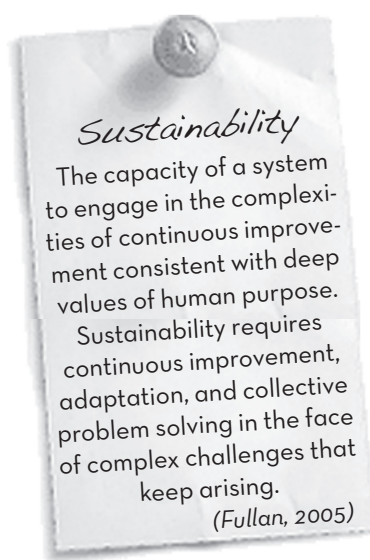 Sustainability
The capacity of a system
to engage in the complexi-
ties of continuous improve-
ment consistent with deep
values of human purpose.
Sustainability requires
continuous improvement,
adaptation, and collective
problem solving in the face
of complex challenges that
keep arising.
(Fullan, 2005)